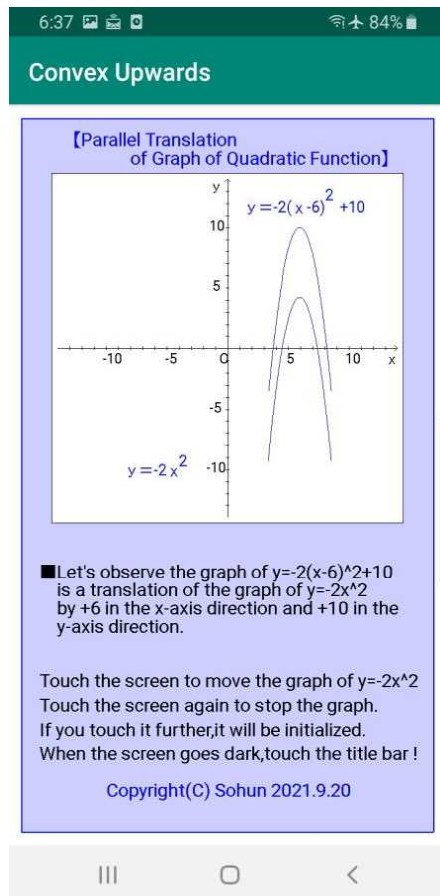 6:37 84%
Convex Upwards
【Parallel Translation
of Graph of Quadratic Function】
y
y=-2(x-6)^2+10
10
5
-10 -5 O 5 10 x
-5
y=-2x^2 -10
■Let's observe the graph of y=-2(x-6)^2+10
is a translation of the graph of y=-2x^2
by +6 in the x-axis direction and +10 in the
y-axis direction.
Touch the screen to move the graph of y=-2x^2
Touch the screen again to stop the graph.
If you touch it further,it will be initialized.
When the screen goes dark,touch the title bar !
Copyright(C) Sohun 2021.9.20